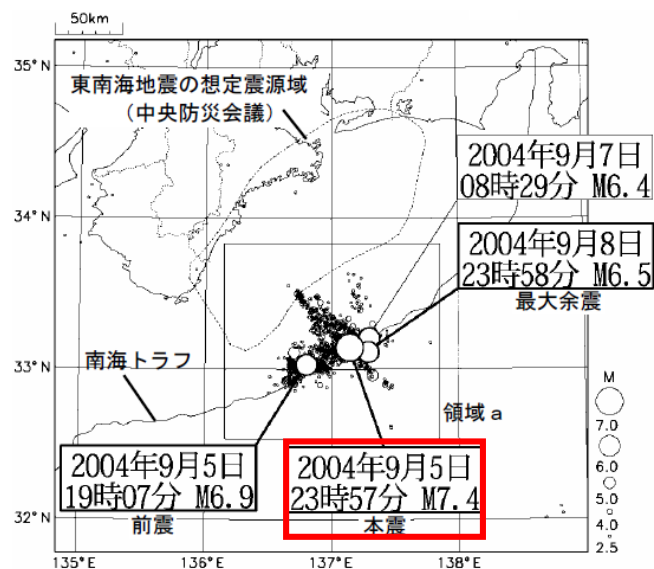 50km
35°N
東南海地震の想定震源域
（中央防災会議）
2004年9月7日
08時29分 M6.4
34°N
2004年9月8日
23時58分 M6.5
最大余震
33°N
南海トラフ
領域a
M
7.0
6.0
5.0
4.0
2.5
2004年9月5日
19時07分 M6.9
前震
2004年9月5日
23時57分 M7.4
本震
32°N
135°E
136°E
137°E
138°E